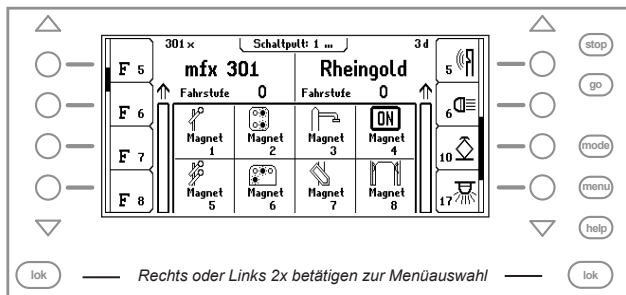 301 x Schaltpult: 1 ... 3 d
mfx 301 Rheingold
Fahrstufe 0 Fahrstufe 0
F 5
F 6
F 7
F 8
Magnet 1
Magnet 2
Magnet 3
ON
Magnet 4
Magnet 5
Magnet 6
Magnet 7
Magnet 8
5
6
10
17
stop
go
mode
menu
help
lok
Rechts oder Links 2x betätigen zur Menüauswahl
lok